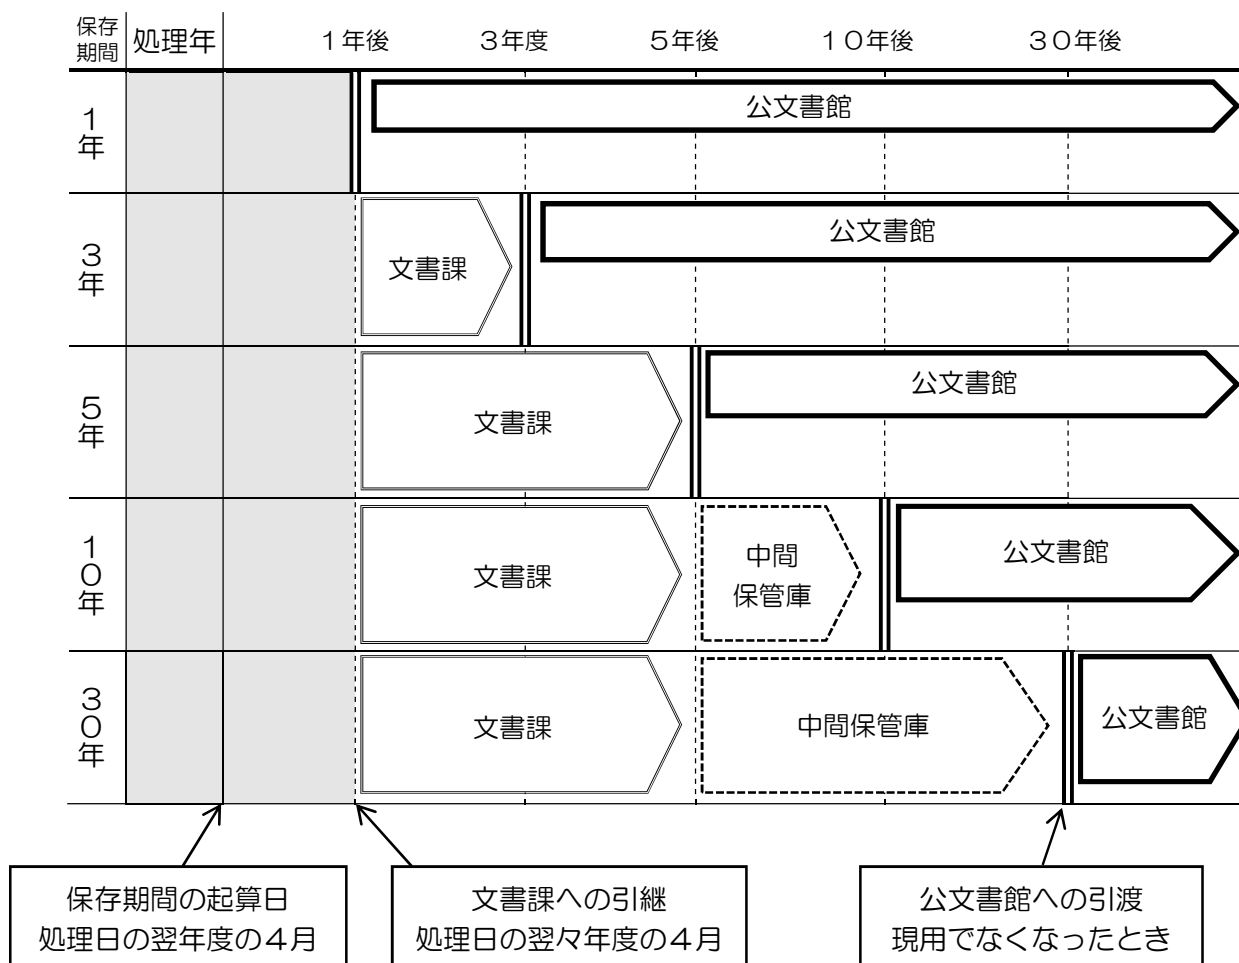 保存
期間
処理年
１年後
３年度
５年後
１０年後
３０年後
１年
公文書館
３年
文書課
公文書館
５年
文書課
公文書館
１０年
文書課
中間
保管庫
公文書館
３０年
文書課
中間保管庫
公文書館
保存期間の起算日
処理日の翌年度の４月
文書課への引継
処理日の翌々年度の４月
公文書館への引渡
現用でなくなったとき